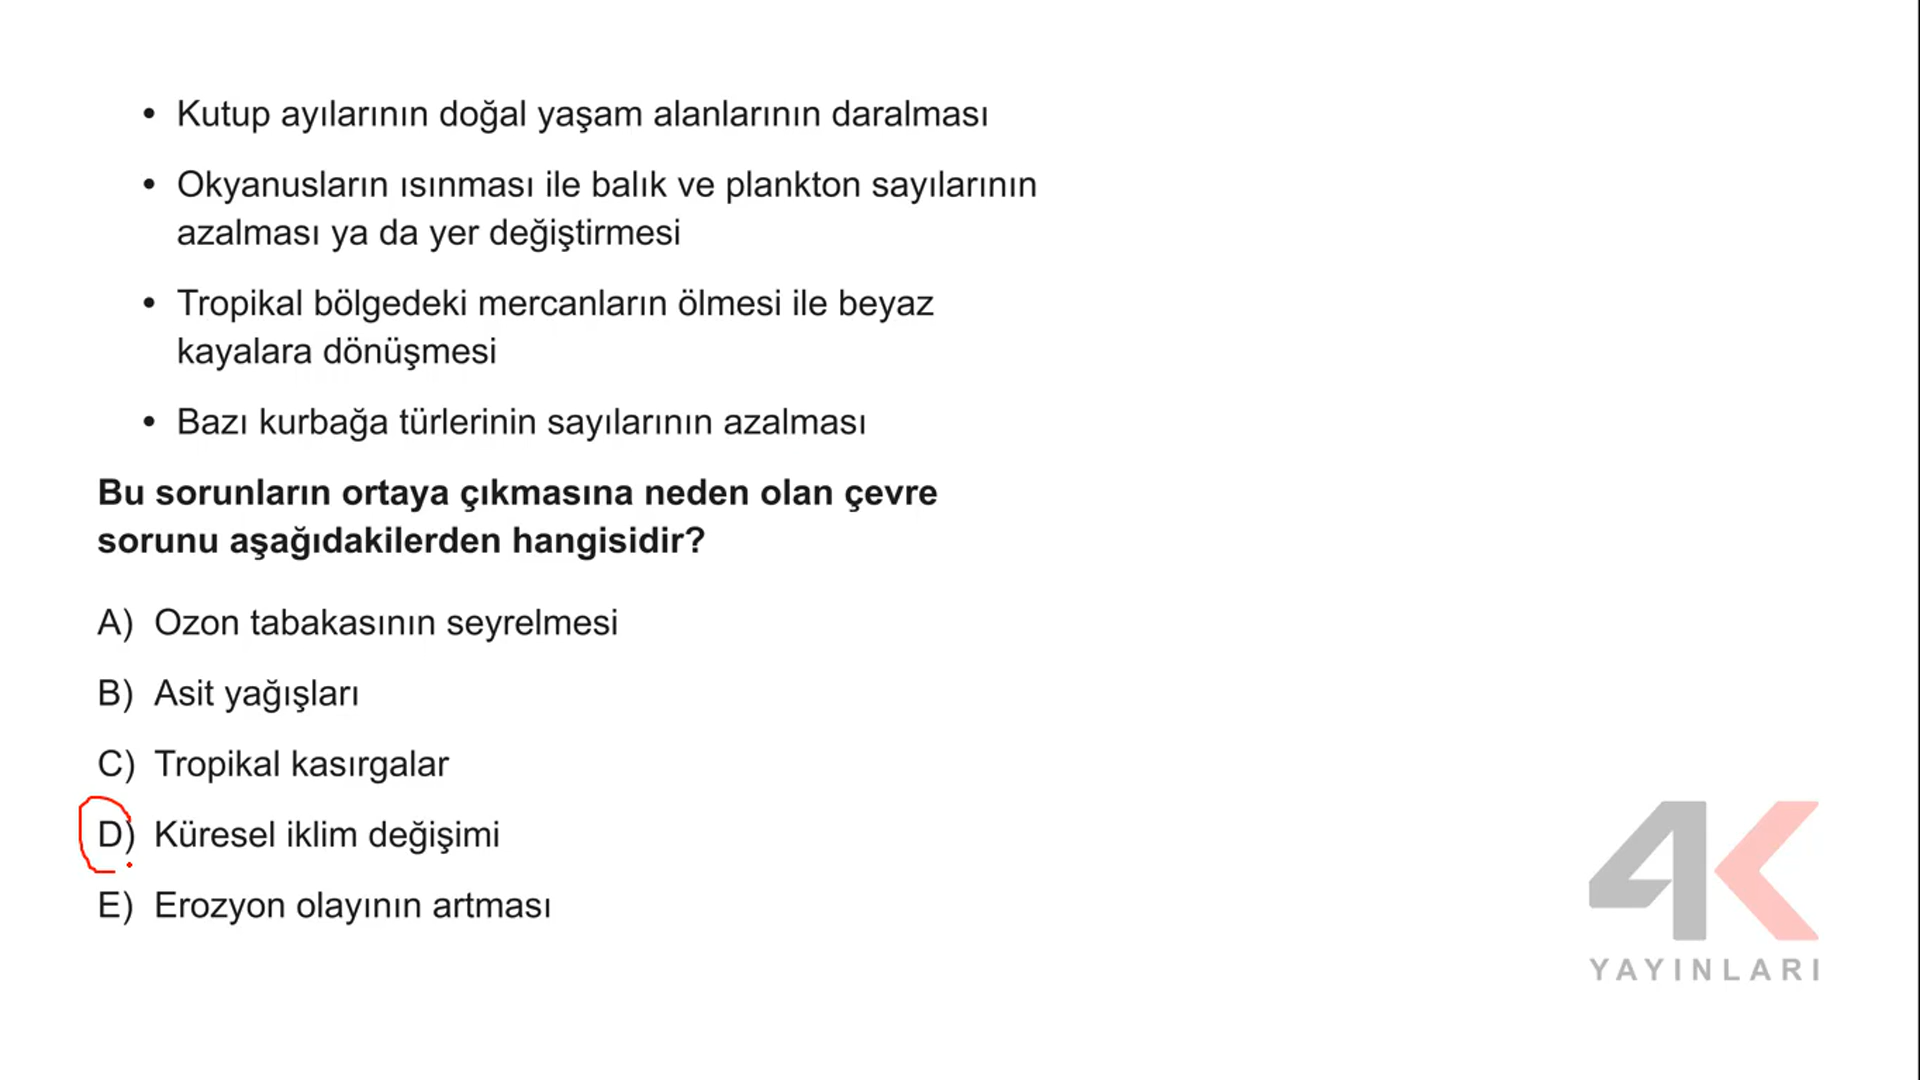 • Kutup ayılarının doğal yaşam alanlarının daralması
• Okyanusların ısınması ile balık ve plankton sayılarının
azalması ya da yer değiştirmesi
• Tropikal bölgedeki mercanların ölmesi ile beyaz
kayalara dönüşmesi
• Bazı kurbağa türlerinin sayılarının azalması
Bu sorunların ortaya çıkmasına neden olan çevre
sorunu aşağıdakilerden hangisidir?
A) Ozon tabakasının seyrelmesi
B) Asit yağışları
C) Tropikal kasırgalar
D) Küresel iklim değişimi
E) Erozyon olayının artması
4K
YAYINLARI